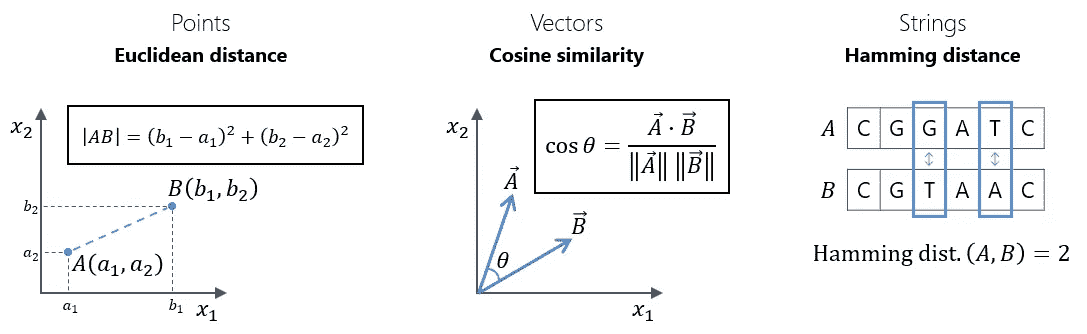 Points
Euclidean distance
x₂
|AB| = (b₁ − a₁)² + (b₂ − a₂)²
B(b₁, b₂)
b₂
a₂
A(a₁, a₂)
a₁
b₁
x₁
Vectors
Cosine similarity
x₂
cos θ = A⃗ · B⃗ / ‖A⃗‖ ‖B⃗‖
A⃗
B⃗
θ
x₁
Strings
Hamming distance
A C G G A T C
↕ ↕
B C G T A A C
Hamming dist. (A, B) = 2